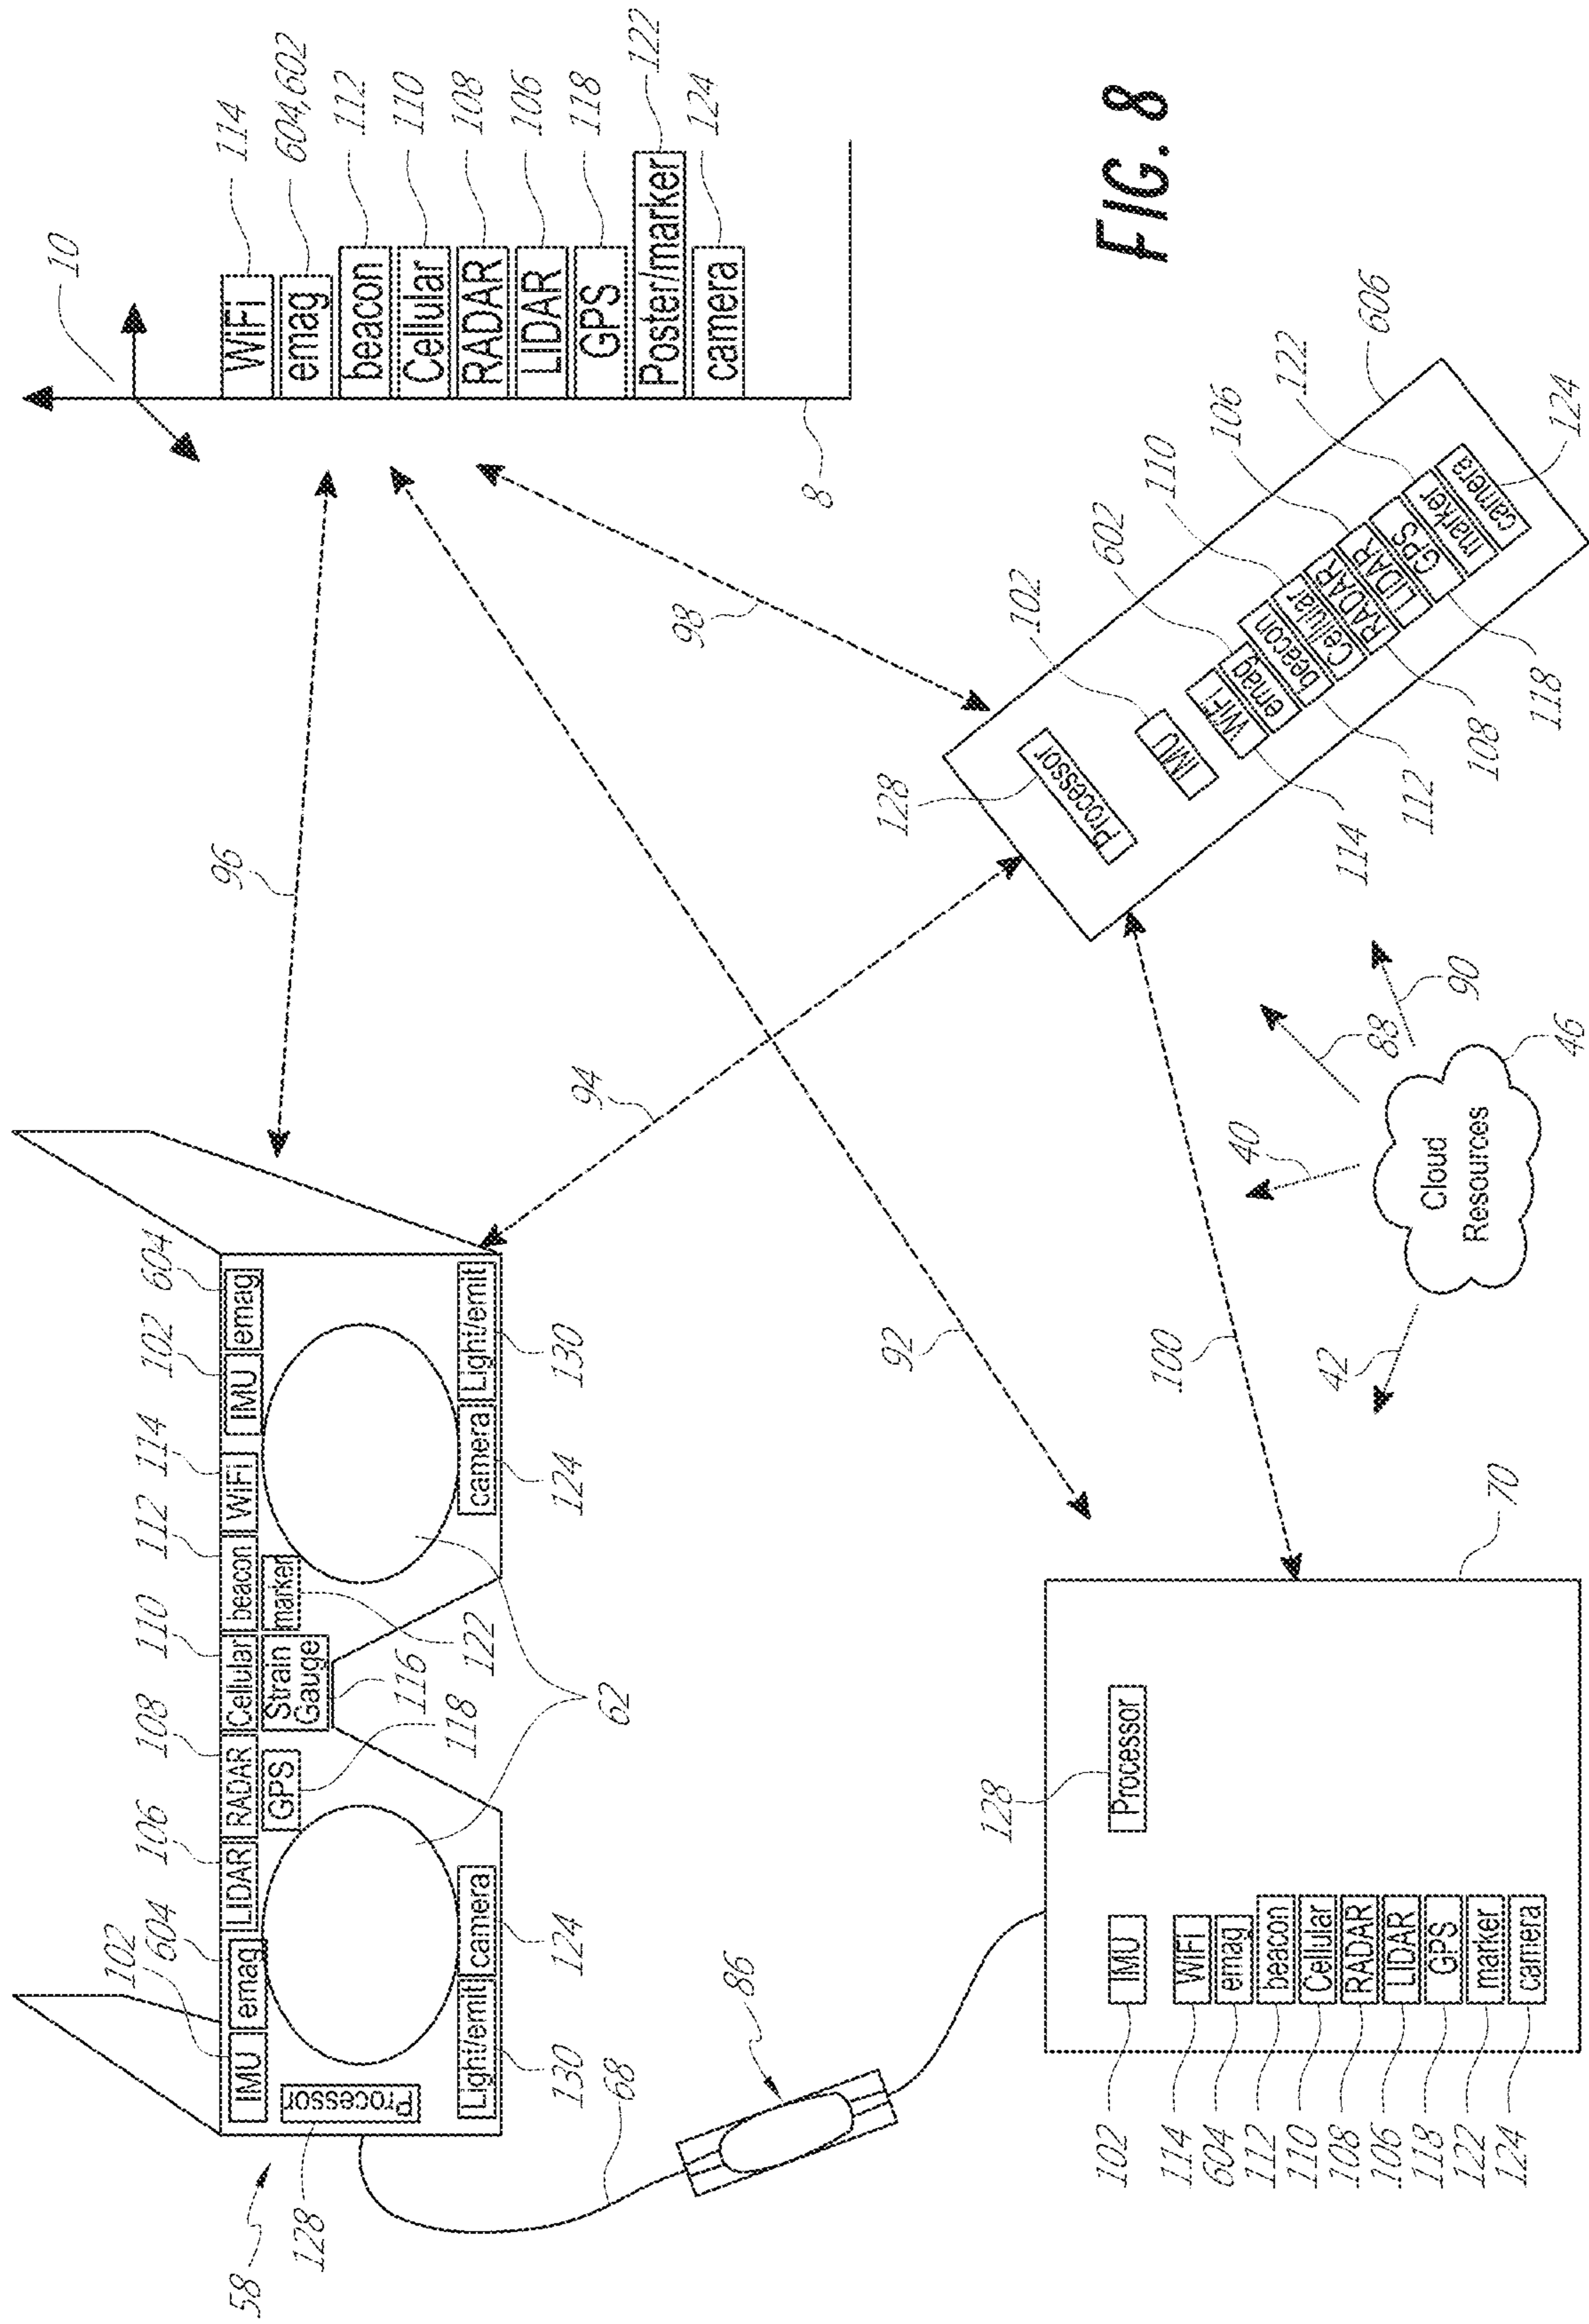 58
128
102
604
106
108
110
112
114
102
604
IMU
emag
LIDAR
RADAR
Cellular
beacon
WiFi
IMU
emag
Processor
GPS
Strain
Gauge
marker
Light/emit
camera
camera
Light/emit
130
124
118
116
122
124
130
62
68
86
96
94
92
98
100
10
WiFi
emag
beacon
Cellular
RADAR
LIDAR
GPS
Poster/marker
camera
114
604,602
112
110
108
106
118
122
124
8
128
Processor
102
IMU
WiFi
emag
beacon
Cellular
RADAR
LIDAR
GPS
marker
camera
602
110
106
122
606
114
112
108
118
124
128
IMU
Processor
WiFi
emag
beacon
Cellular
RADAR
LIDAR
GPS
marker
camera
102
114
604
112
110
108
106
118
122
124
70
42
40
88
90
Cloud
Resources
46
FIG. 8